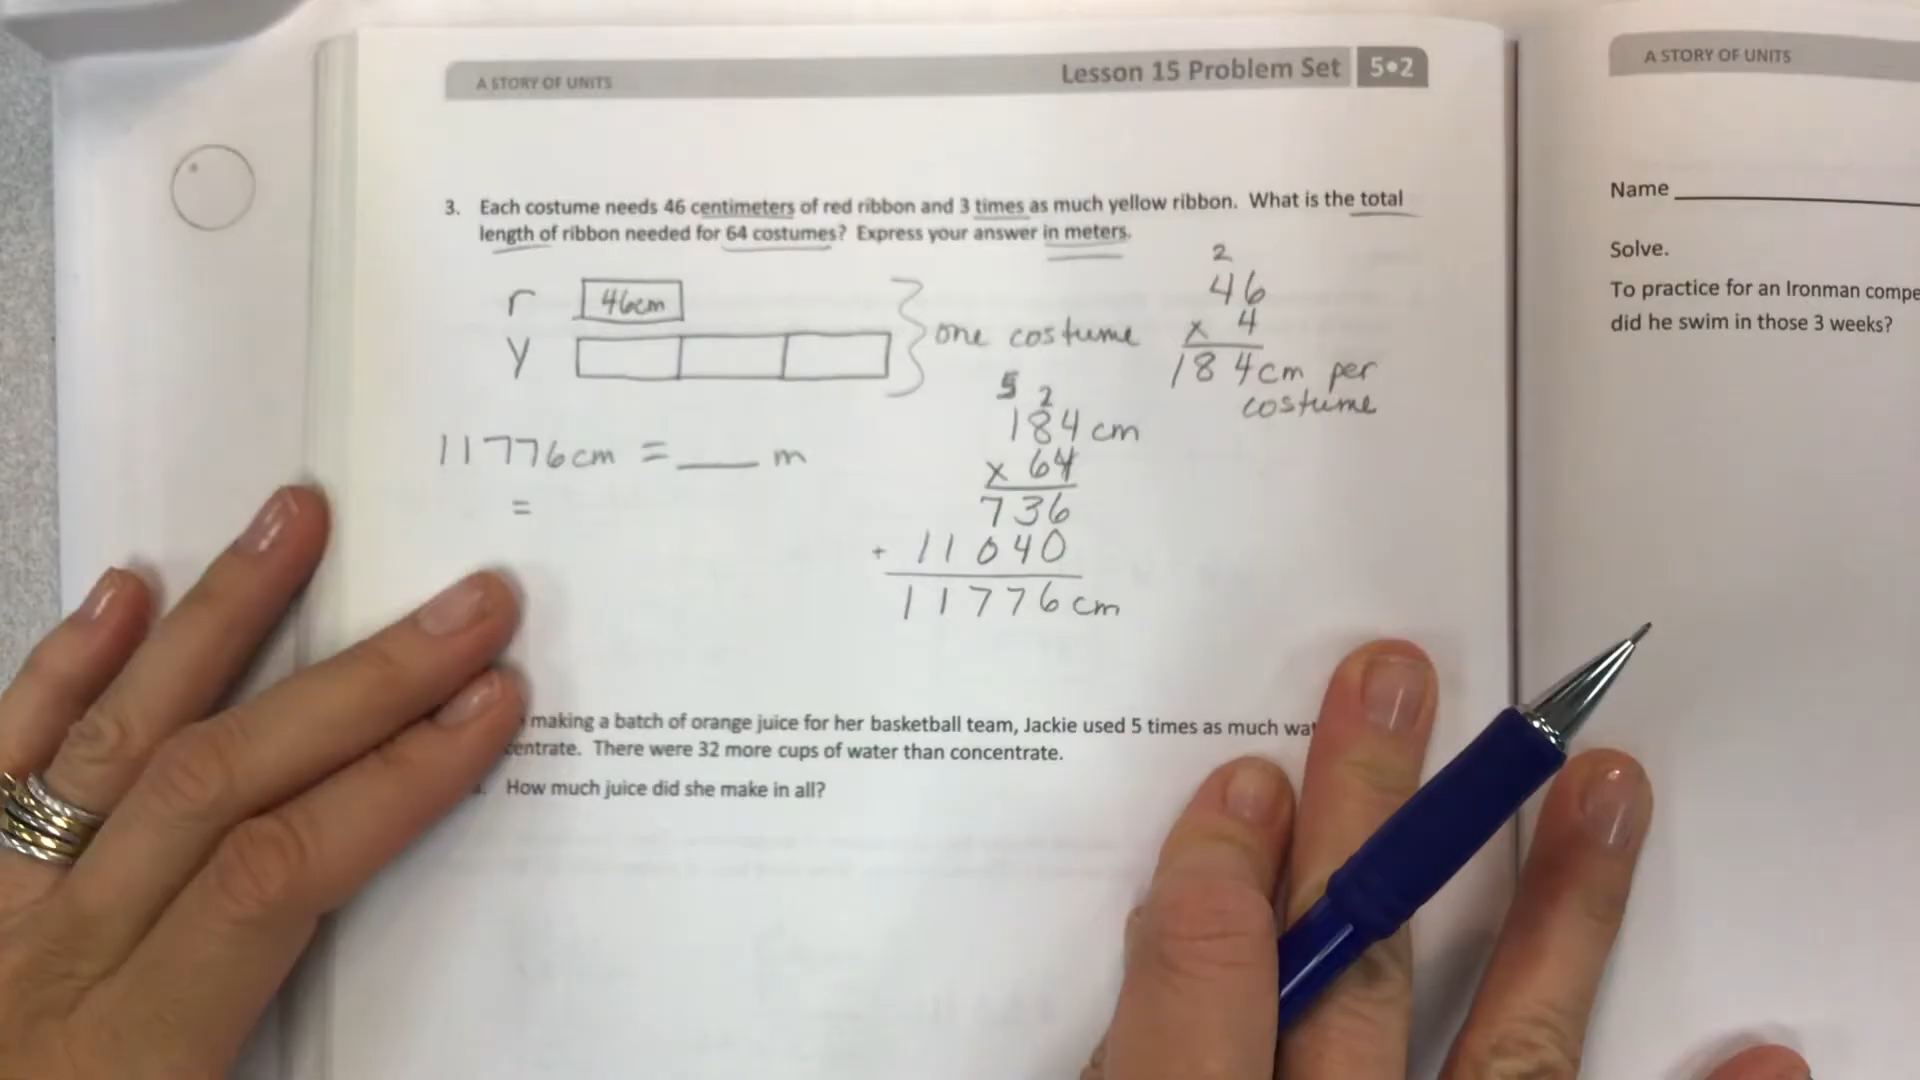 A STORY OF UNITS
Lesson 15 Problem Set 5•2
3. Each costume needs 46 centimeters of red ribbon and 3 times as much yellow ribbon. What is the total
length of ribbon needed for 64 costumes? Express your answer in meters.
r 46cm
y
one costume
2
46
x 4
184cm per
costume
5 2
184 cm
x 64
736
+ 11040
11776 cm
11776cm = ___ m
=
making a batch of orange juice for her basketball team, Jackie used 5 times as much
There were 32 more cups of water than concentrate.
How much juice did she make in all?
A STORY OF UNITS
Name
Solve.
To practice for an Ironman
did he swim in those 3 weeks?